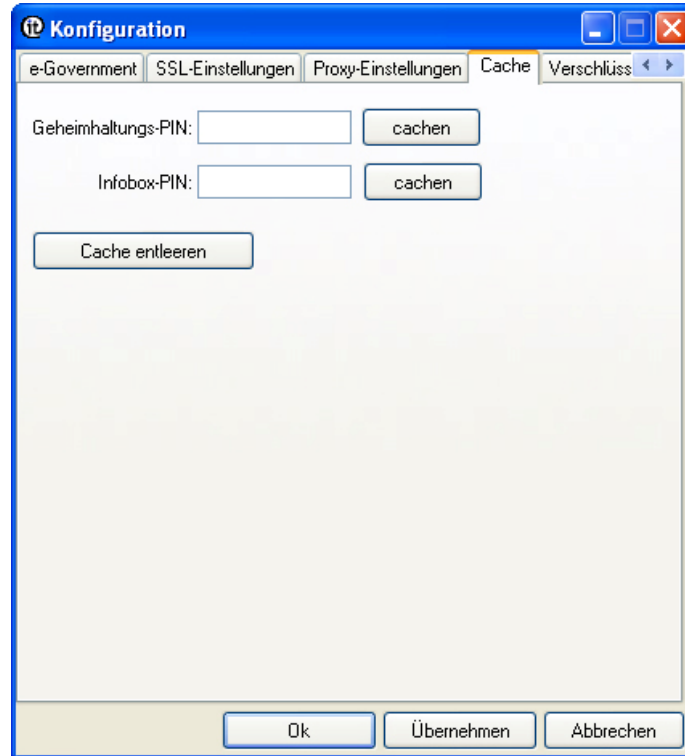 Konfiguration
e-Government SSL-Einstellungen Proxy-Einstellungen Cache Verschlüss
Geheimhaltungs-PIN: cachen
Infobox-PIN: cachen
Cache entleeren
Ok Übernehmen Abbrechen